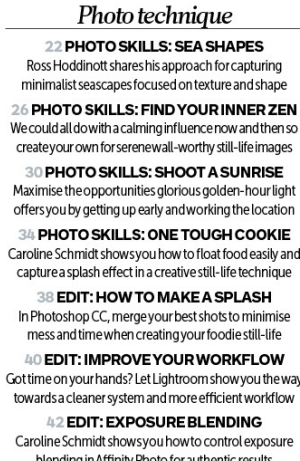 Photo technique
22 PHOTO SKILLS: SEA SHAPES
Ross Hoddinott shares his approach for capturing
minimalist seascapes focused on texture and shape
26 PHOTO SKILLS: FIND YOUR INNER ZEN
We could all do with a calming influence now and then so
create your own for serene wall-worthy still-life images
30 PHOTO SKILLS: SHOOT A SUNRISE
Maximise the opportunities glorious golden-hour light
offers you by getting up early and working the location
34 PHOTO SKILLS: ONE TOUGH COOKIE
Caroline Schmidt shows you how to float food easily and
capture a splash effect in a creative still-life technique
38 EDIT: HOW TO MAKE A SPLASH
In Photoshop CC, merge your best shots to minimise
mess and time when creating your foodie still-life
40 EDIT: IMPROVE YOUR WORKFLOW
Got time on your hands? Let Lightroom show you the way
towards a cleaner system and more efficient workflow
42 EDIT: EXPOSURE BLENDING
Caroline Schmidt shows you how to control exposure
blending in Affinity Photo for authentic results